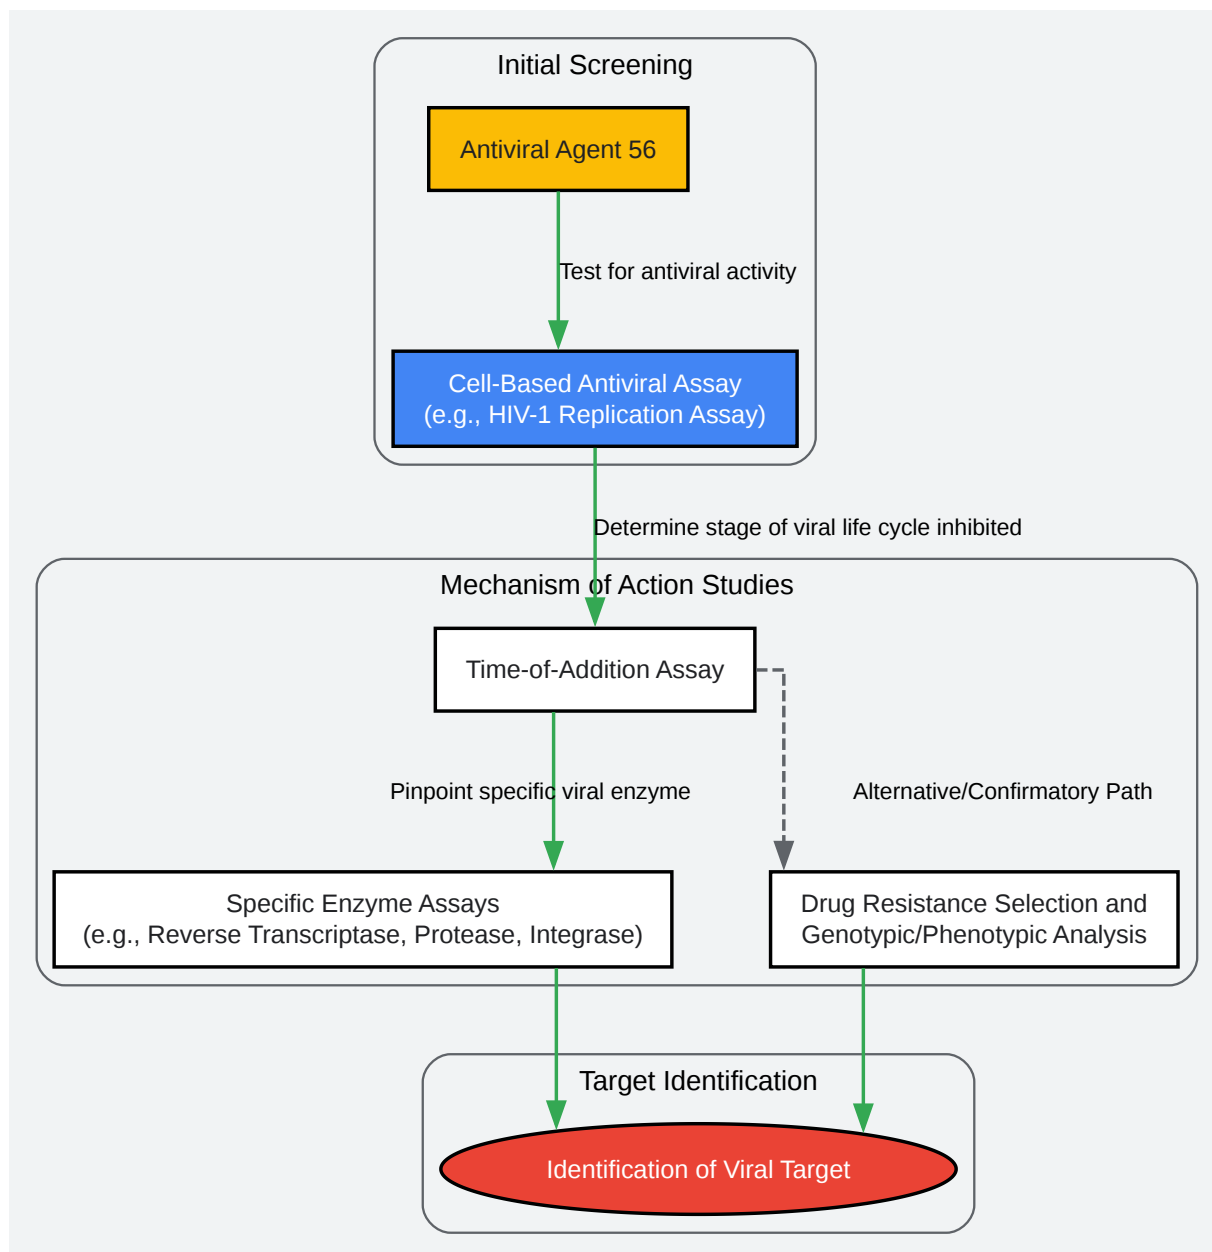 Initial Screening
Antiviral Agent 56
Test for antiviral activity
Cell-Based Antiviral Assay
(e.g., HIV-1 Replication Assay)
Determine stage of viral life cycle inhibited
Mechanism of Action Studies
Time-of-Addition Assay
Pinpoint specific viral enzyme
Alternative/Confirmatory Path
Specific Enzyme Assays
(e.g., Reverse Transcriptase, Protease, Integrase)
Drug Resistance Selection and
Genotypic/Phenotypic Analysis
Target Identification
Identification of Viral Target